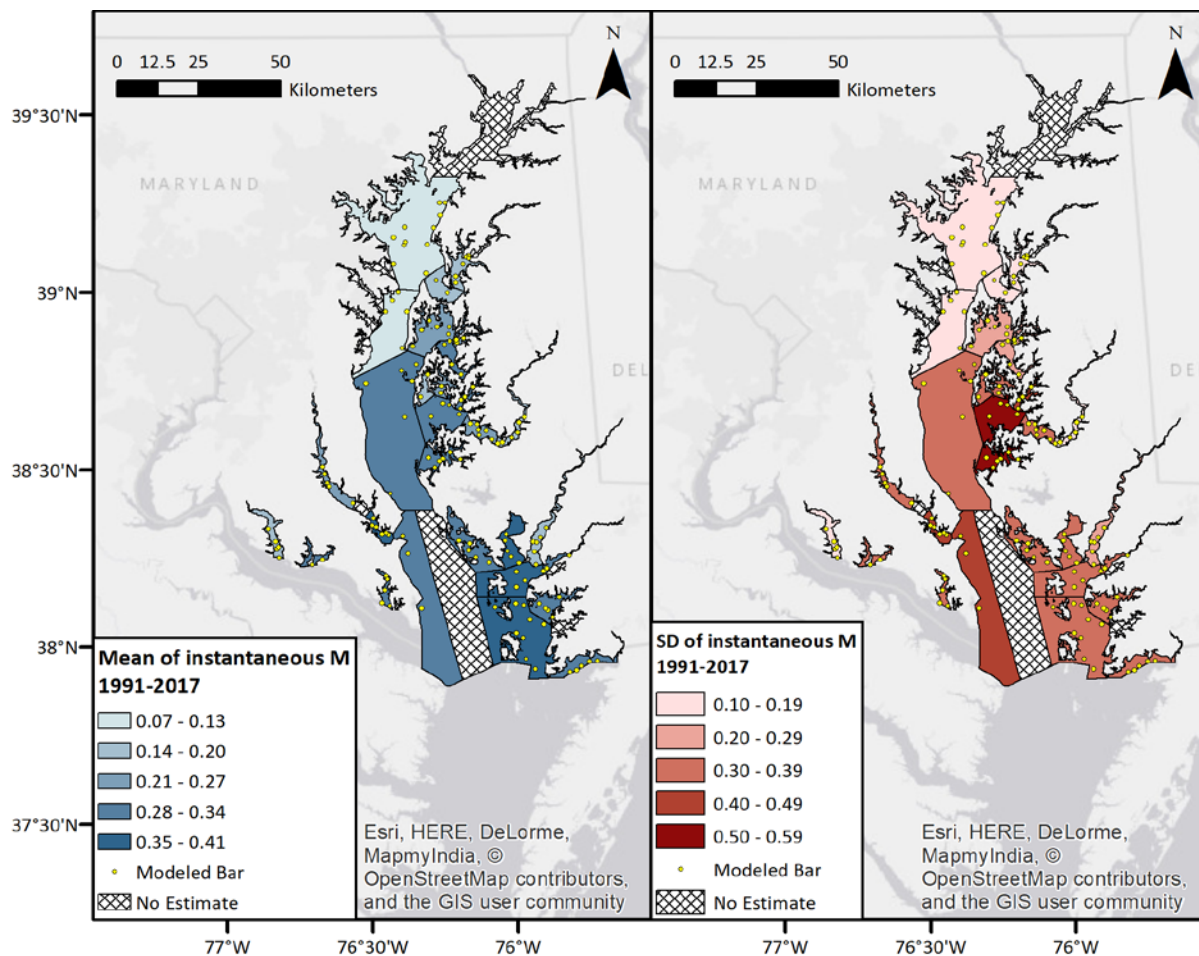 0 12.5 25 50
Kilometers
N
MARYLAND
DEL
39°30'N
39°N
38°30'N
38°N
37°30'N
Mean of instantaneous M
1991-2017
0.07 - 0.13
0.14 - 0.20
0.21 - 0.27
0.28 - 0.34
0.35 - 0.41
Modeled Bar
No Estimate
Esri, HERE, DeLorme,
MapmyIndia, ©
OpenStreetMap contributors,
and the GIS user community
77°W 76°30'W 76°W
0 12.5 25 50
Kilometers
N
MARYLAND
DE
SD of instantaneous M
1991-2017
0.10 - 0.19
0.20 - 0.29
0.30 - 0.39
0.40 - 0.49
0.50 - 0.59
Modeled Bar
No Estimate
Esri, HERE, DeLorme,
MapmyIndia, ©
OpenStreetMap contributors,
and the GIS user community
77°W 76°30'W 76°W